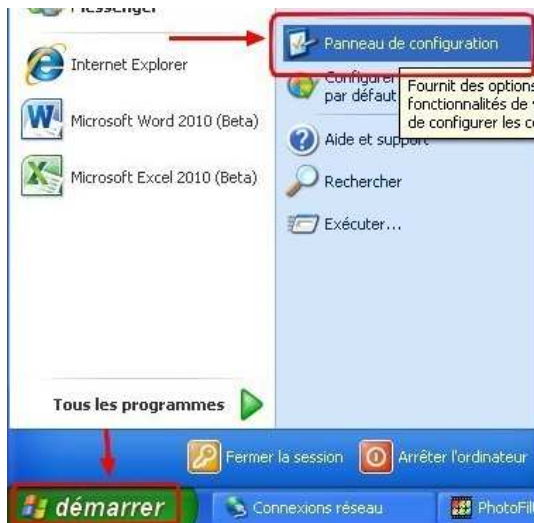 Messenger
Internet Explorer
Microsoft Word 2010 (Beta)
Microsoft Excel 2010 (Beta)
Tous les programmes
Panneau de configuration
Configurer
par défaut
Fournit des options
fonctionnalités de
de configurer les
Aide et support
Rechercher
Exécuter...
Fermer la session
Arrêter l'ordinateur
démarrer
Connexions réseau
PhotoFil